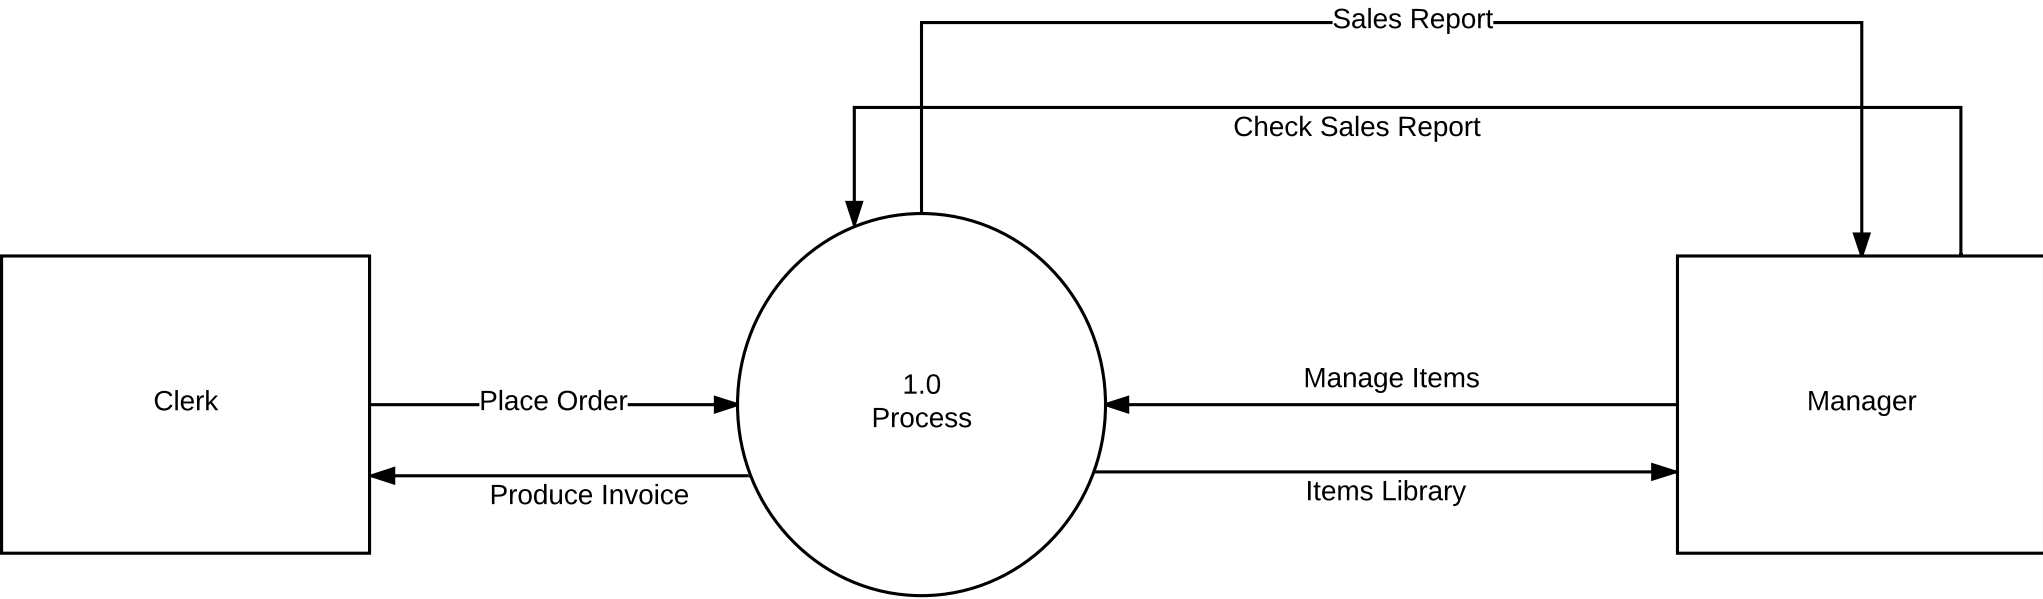 Sales Report
Check Sales Report
Clerk
Place Order
Produce Invoice
1.0
Process
Manage Items
Items Library
Manager